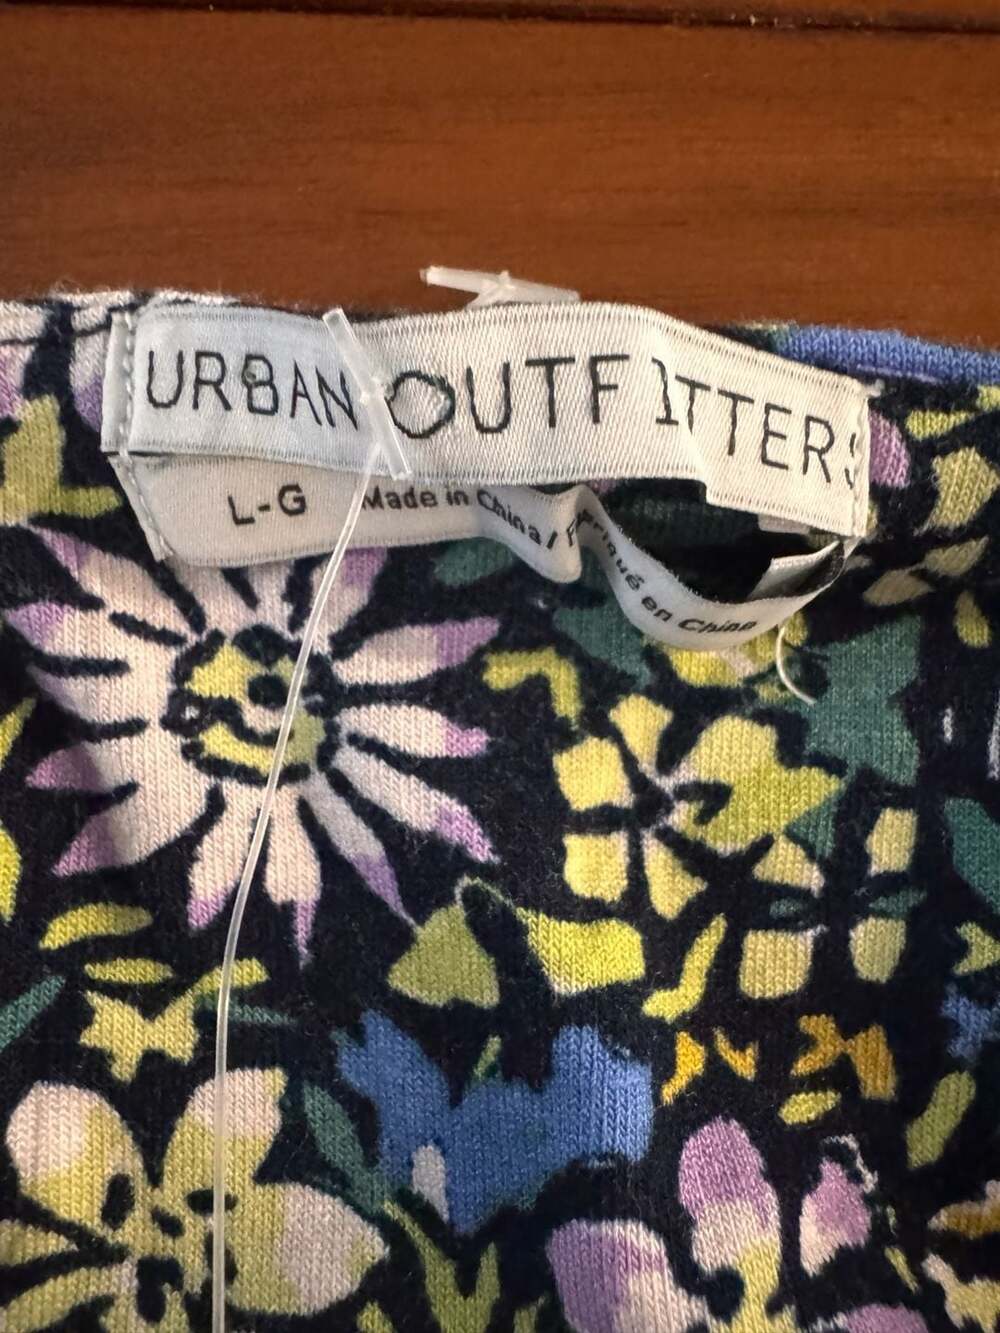 URBAN OUTFITTERS
L-G Made in China / Fabriqué en Chine